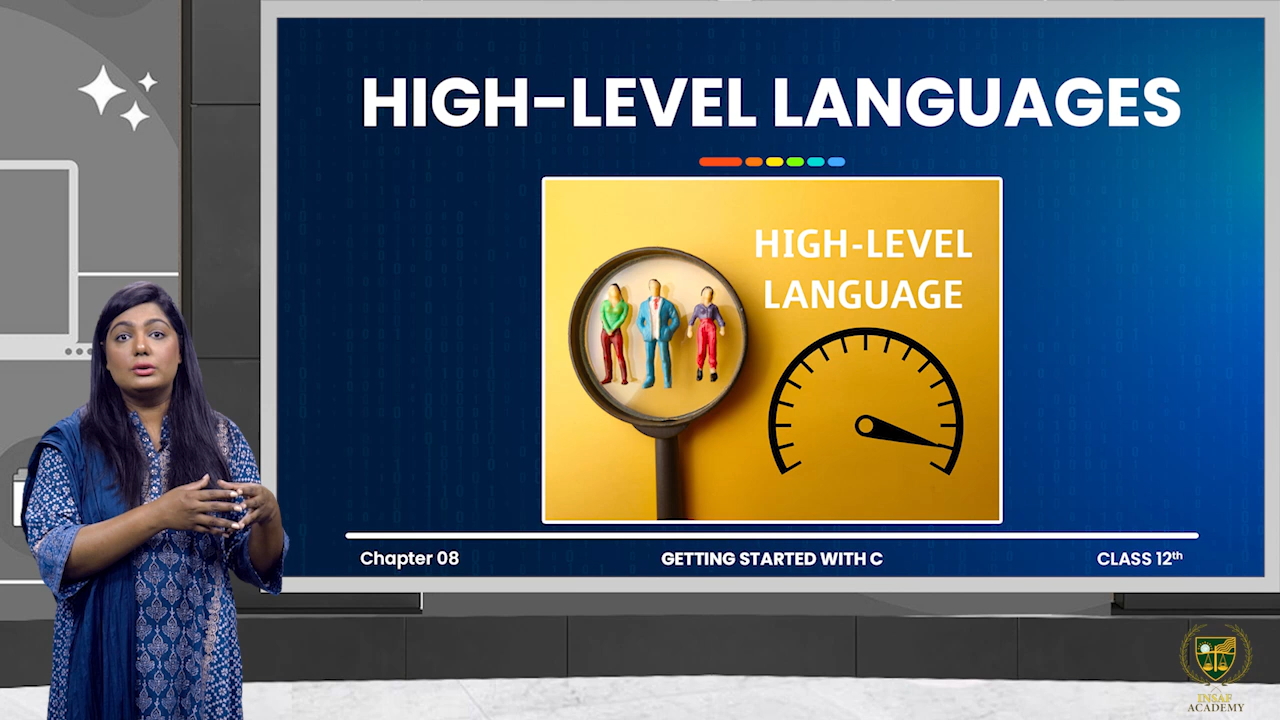 HIGH-LEVEL LANGUAGES
HIGH-LEVEL
LANGUAGE
Chapter 08
GETTING STARTED WITH C
CLASS 12th
INSAF
ACADEMY